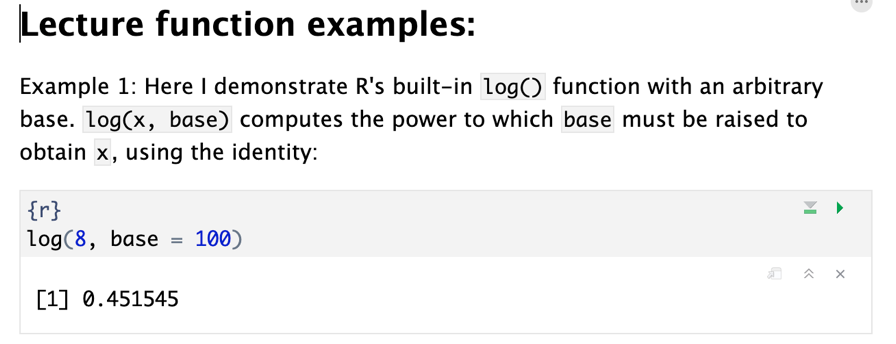 Lecture function examples:
Example 1: Here I demonstrate R's built-in log() function with an arbitrary
base. log(x, base) computes the power to which base must be raised to
obtain x, using the identity:
{r}
log(8, base = 100)
[1] 0.451545